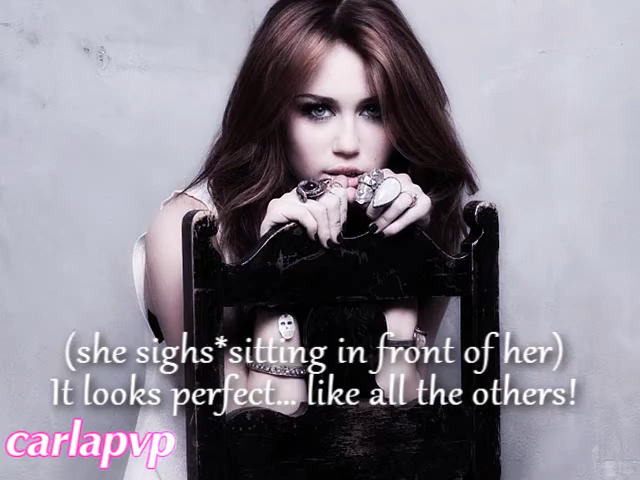 (she sighs*sitting in front of her)
It looks perfect... like all the others!
carlapvp